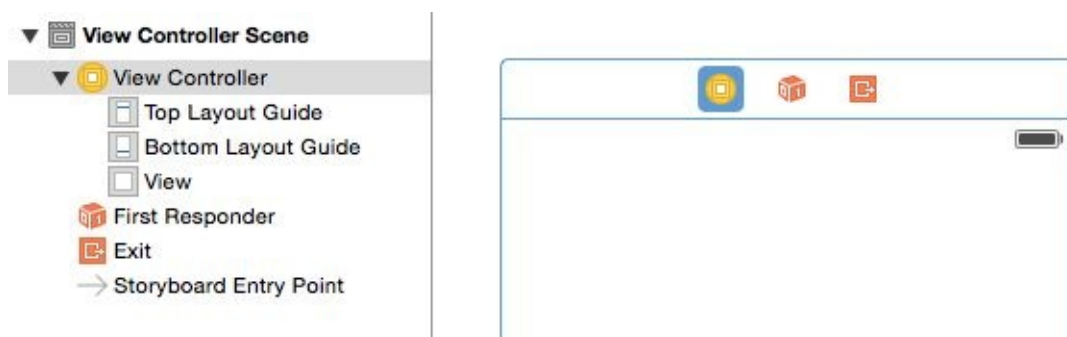 View Controller Scene
View Controller
Top Layout Guide
Bottom Layout Guide
View
First Responder
Exit
Storyboard Entry Point